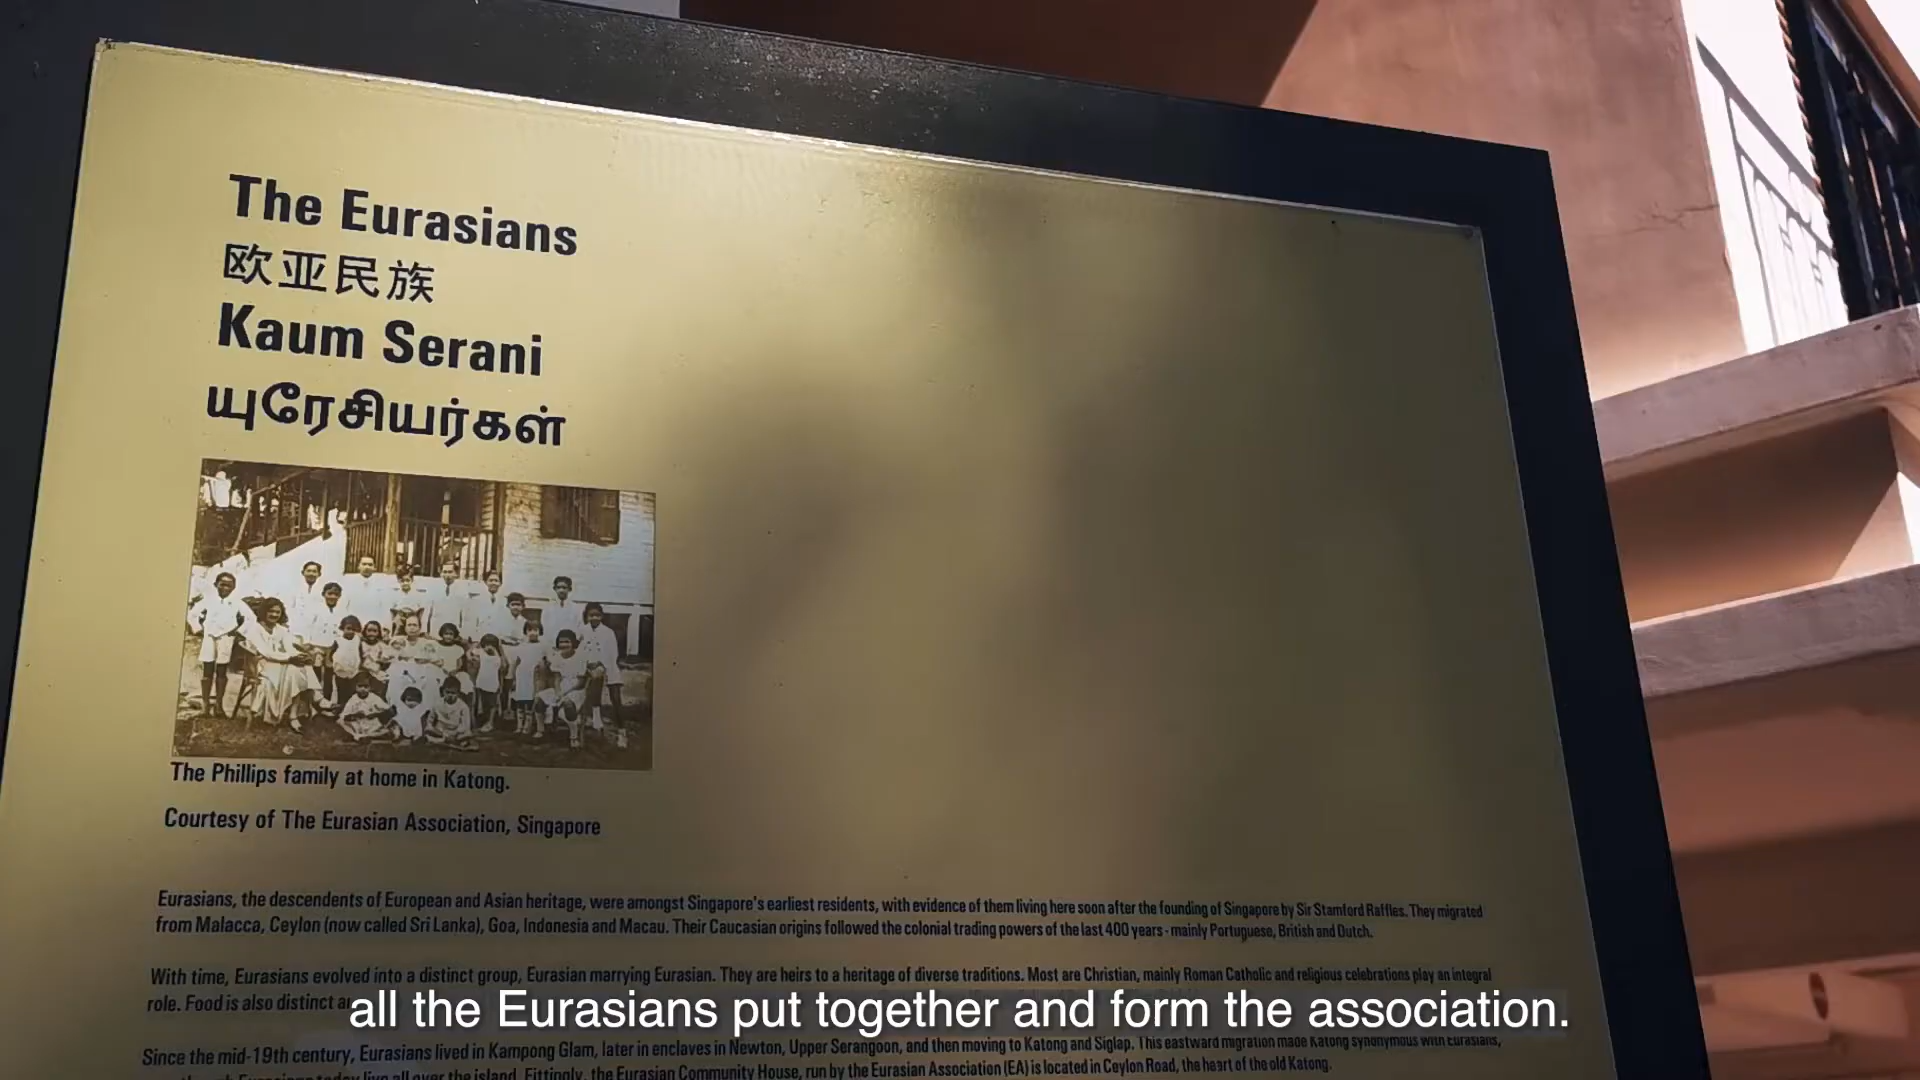 The Eurasians
欧亚民族
Kaum Serani
யுரேசியர்கள்
The Phillips family at home in Katong.
Courtesy of The Eurasian Association, Singapore
Eurasians, the descendents of European and Asian heritage, were amongst Singapore's earliest residents, with evidence of them living here soon after the founding of Singapore by Sir Stamford Raffles. They migrated
from Malacca, Ceylon (now called Sri Lanka), Goa, Indonesia and Macau. Their Caucasian origins followed the colonial trading powers of the last 400 years - mainly Portuguese, British and Dutch.
With time, Eurasians evolved into a distinct group, Eurasian marrying Eurasian. They are heirs to a heritage of diverse traditions. Most are Christian, mainly Roman Catholic and religious celebrations play an integral
role. Food is also distinct
all the Eurasians put together and form the association.
Since the mid-19th century, Eurasians lived in Kampong Glam, later in enclaves in Newton, Upper Serangoon, and then moving to Katong and Siglap. This eastward migration made Katong synonymous with Eurasians,
Eurasians today live all over the island. Fittingly, the Eurasian Community House, run by the Eurasian Association (EA) is located in Ceylon Road, the heart of the old Katong.